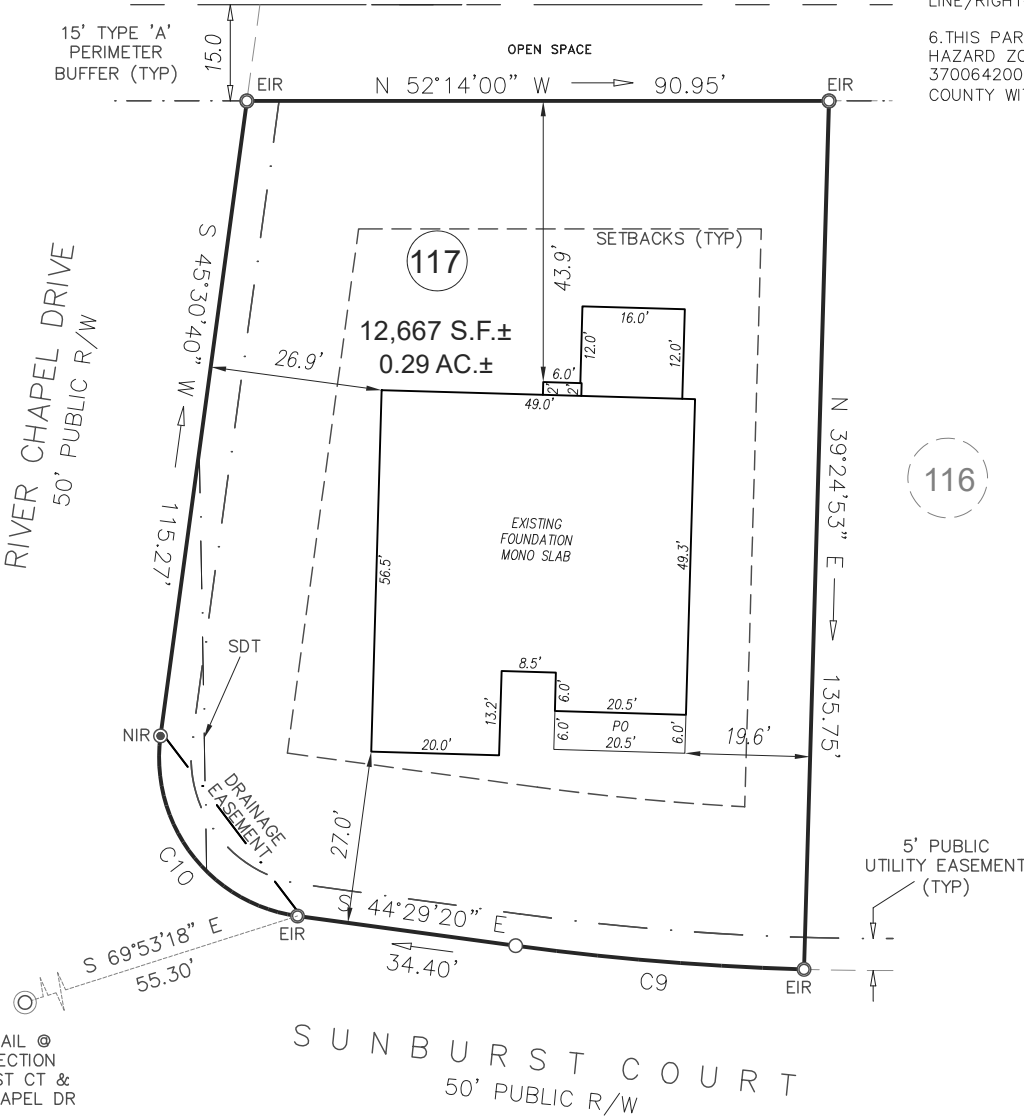 LINE/RIGHT
15' TYPE 'A'
PERIMETER
BUFFER (TYP)
15.0
OPEN SPACE
6.THIS PAR
HAZARD ZO
370064200
COUNTY WI
EIR
N 52°14'00" W
90.95'
EIR
SETBACKS (TYP)
117
43.9'
12,667 S.F.±
0.29 AC.±
16.0'
12.0'
12.0'
S 45°30'40" W
115.27'
26.9'
6.0'
2'
2'
49.0'
RIVER CHAPEL DRIVE
50' PUBLIC R/W
N 39°24'53" E
135.75'
116
EXISTING
FOUNDATION
MONO SLAB
56.5'
49.3'
SDT
8.5'
13.2'
6.0'
20.5'
PO
20.5'
6.0'
6.0'
20.0'
19.6'
NIR
DRAINAGE
EASEMENT
27.0'
C10
5' PUBLIC
UTILITY EASEMENT
(TYP)
S 44°29'20" E
34.40'
EIR
S 69°53'18" E
55.30'
C9
EIR
AIL @
ECTION
ST CT &
APEL DR
SUNBURST COURT
50' PUBLIC R/W